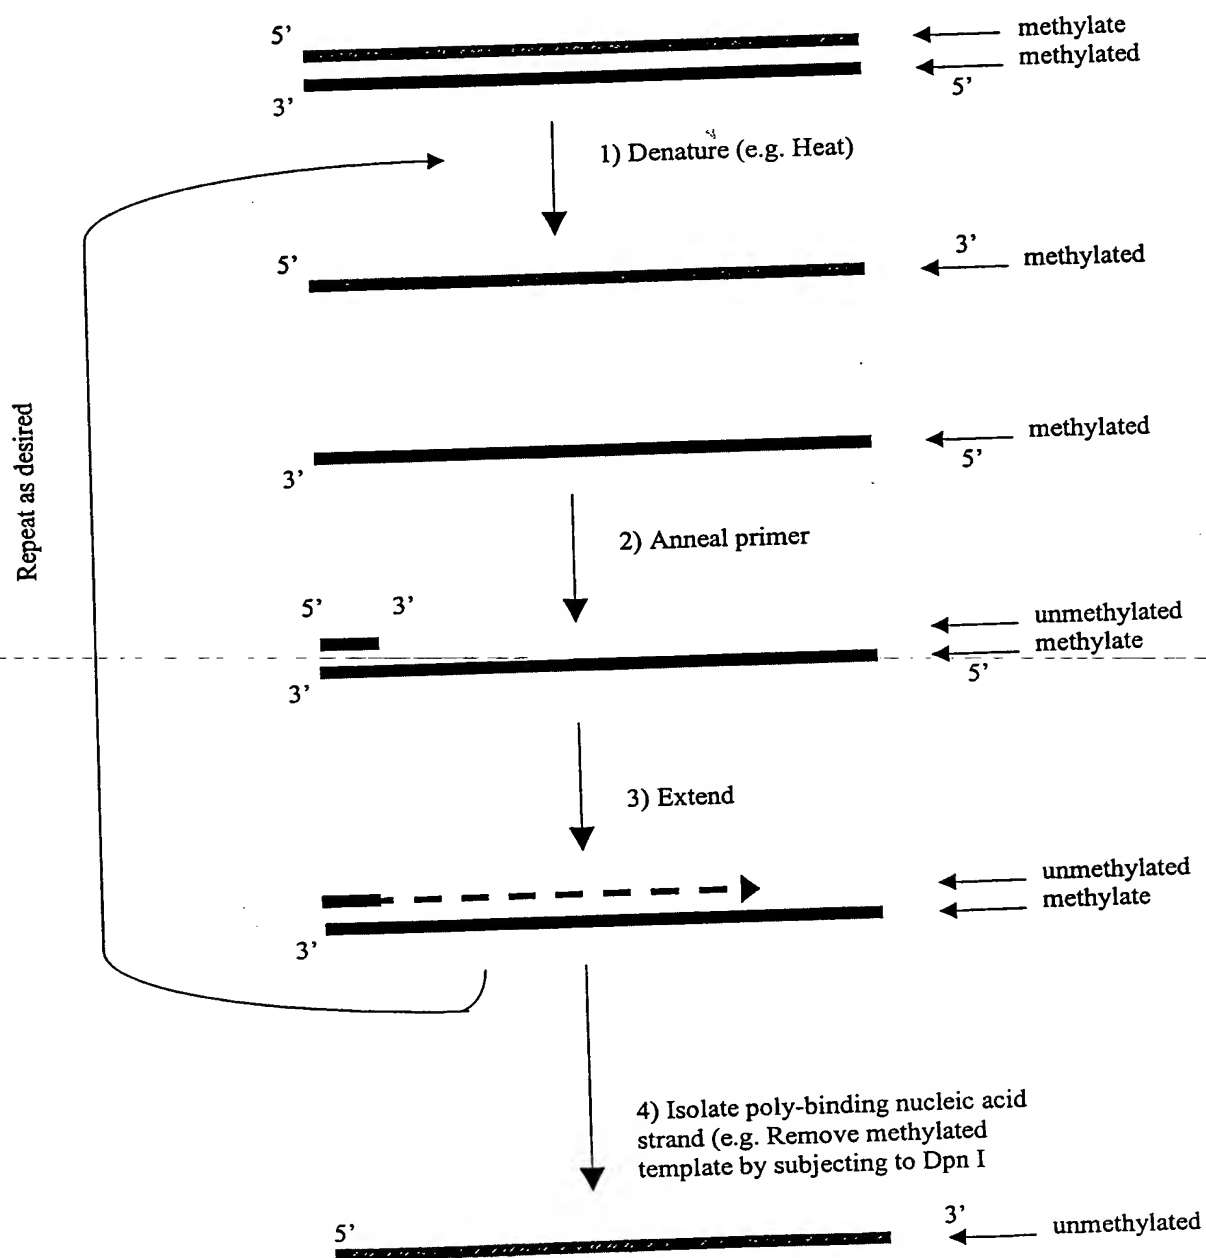 5’
methylate
methylated
3’
5’
1) Denature (e.g. Heat)
5’
3’
methylated
methylated
3’
5’
Repeat as desired
2) Anneal primer
5’ 3’
unmethylated
methylate
3’
5’
3) Extend
unmethylated
methylate
3’
4) Isolate poly-binding nucleic acid
strand (e.g. Remove methylated
template by subjecting to Dpn I
5’
3’
unmethylated